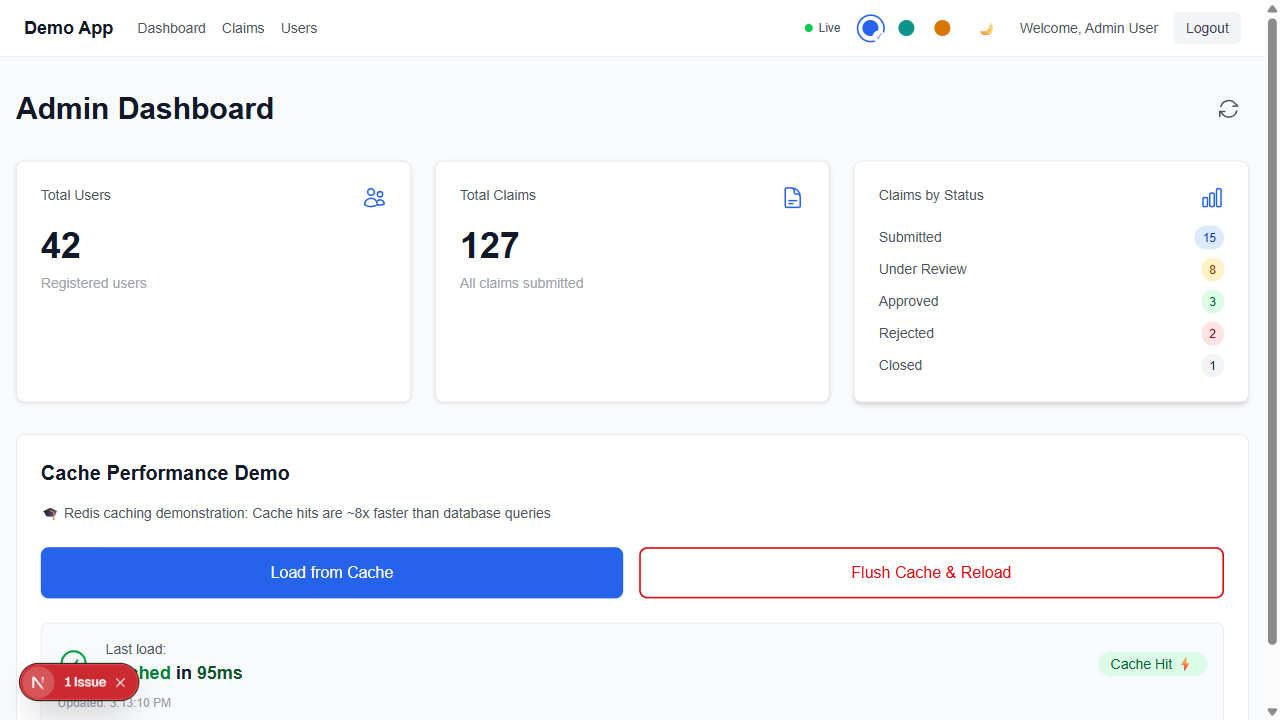 Demo App Dashboard Claims Users Live Welcome, Admin User Logout
Admin Dashboard
Total Users
42
Registered users
Total Claims
127
All claims submitted
Claims by Status
Submitted 15
Under Review 8
Approved 3
Rejected 2
Closed 1
Cache Performance Demo
Redis caching demonstration: Cache hits are ~8x faster than database queries
Load from Cache Flush Cache & Reload
Last load:
in 95ms
Cache Hit
Updated: 3:13:10 PM
N 1 Issue